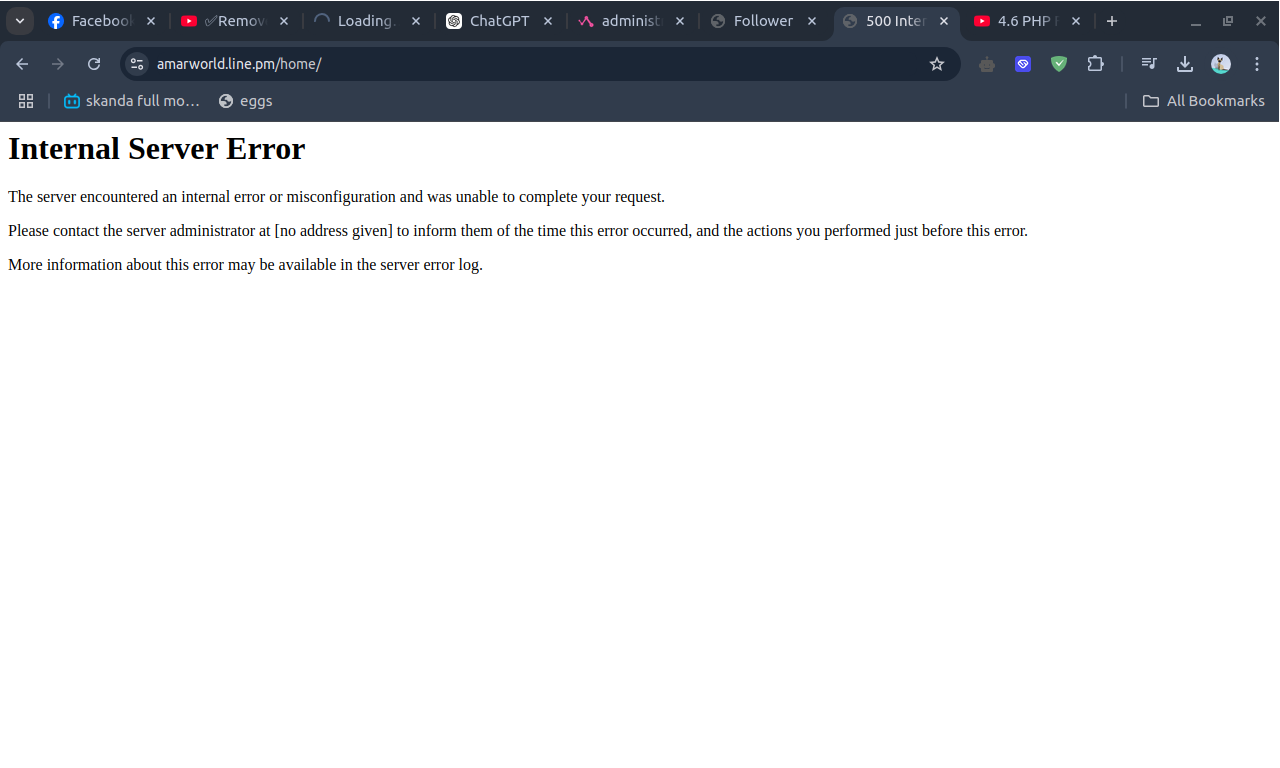 Facebook ✅Remov Loading. ChatGPT administ Follower 500 Inter 4.6 PHP
amarworld.line.pm/home/
skanda full mo… eggs All Bookmarks
Internal Server Error
The server encountered an internal error or misconfiguration and was unable to complete your request.
Please contact the server administrator at [no address given] to inform them of the time this error occurred, and the actions you performed just before this error.
More information about this error may be available in the server error log.